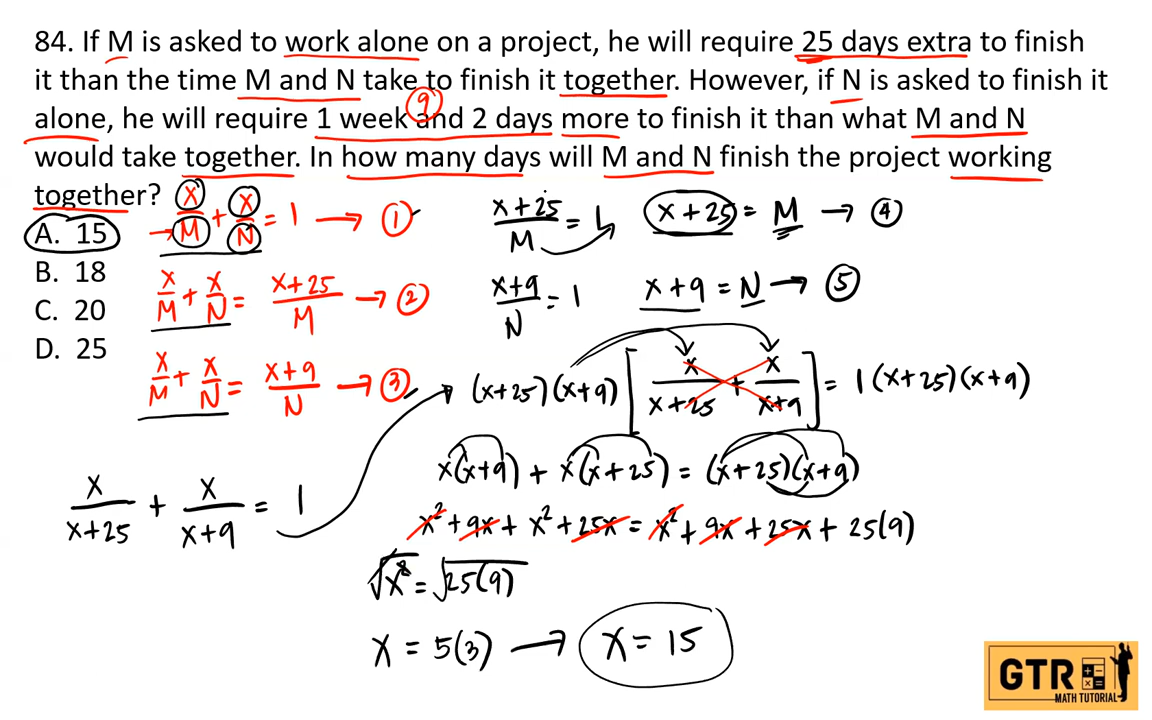 84. If M is asked to work alone on a project, he will require 25 days extra to finish
it than the time M and N take to finish it together. However, if N is asked to finish it
9
alone, he will require 1 week and 2 days more to finish it than what M and N
would take together. In how many days will M and N finish the project working
together?
A. 15
B. 18
C. 20
D. 25
x/M + x/N = 1 → ①
x/M + x/N = x+25/M → ②
x/M + x/N = x+9/N → ③
x/x+25 + x/x+9 = 1
x+25/M = 1 x+25 = M → ④
x+9/N = 1 x+9 = N → ⑤
(x+25)(x+9) [x/x+25 + x/x+9] = 1(x+25)(x+9)
x(x+9) + x(x+25) = (x+25)(x+9)
x² + 9x + x² + 25x = x² + 9x + 25x + 25(9)
√x² = √25(9)
x = 5(3) → x = 15
GTR
MATH TUTORIAL